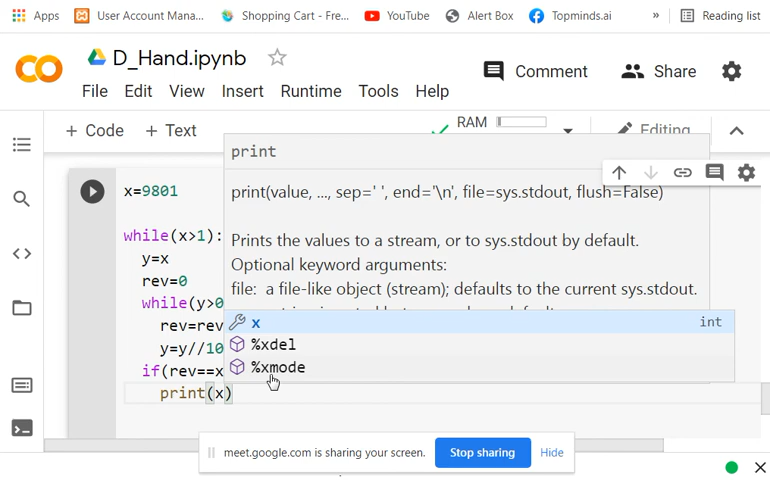 Apps User Account Mana... Shopping Cart - Fre... YouTube Alert Box Topminds.ai » Reading list
D_Hand.ipynb
Comment Share
File Edit View Insert Runtime Tools Help
+ Code + Text RAM Editing
print
x=9801
print(value, ..., sep=' ', end='\n', file=sys.stdout, flush=False)
while(x>1):
Prints the values to a stream, or to sys.stdout by default.
y=x
Optional keyword arguments:
rev=0
file: a file-like object (stream); defaults to the current sys.stdout.
while(y>0
x int
rev=rev
%xdel
y=y//10
%xmode
if(rev==x
print(x)
meet.google.com is sharing your screen. Stop sharing Hide